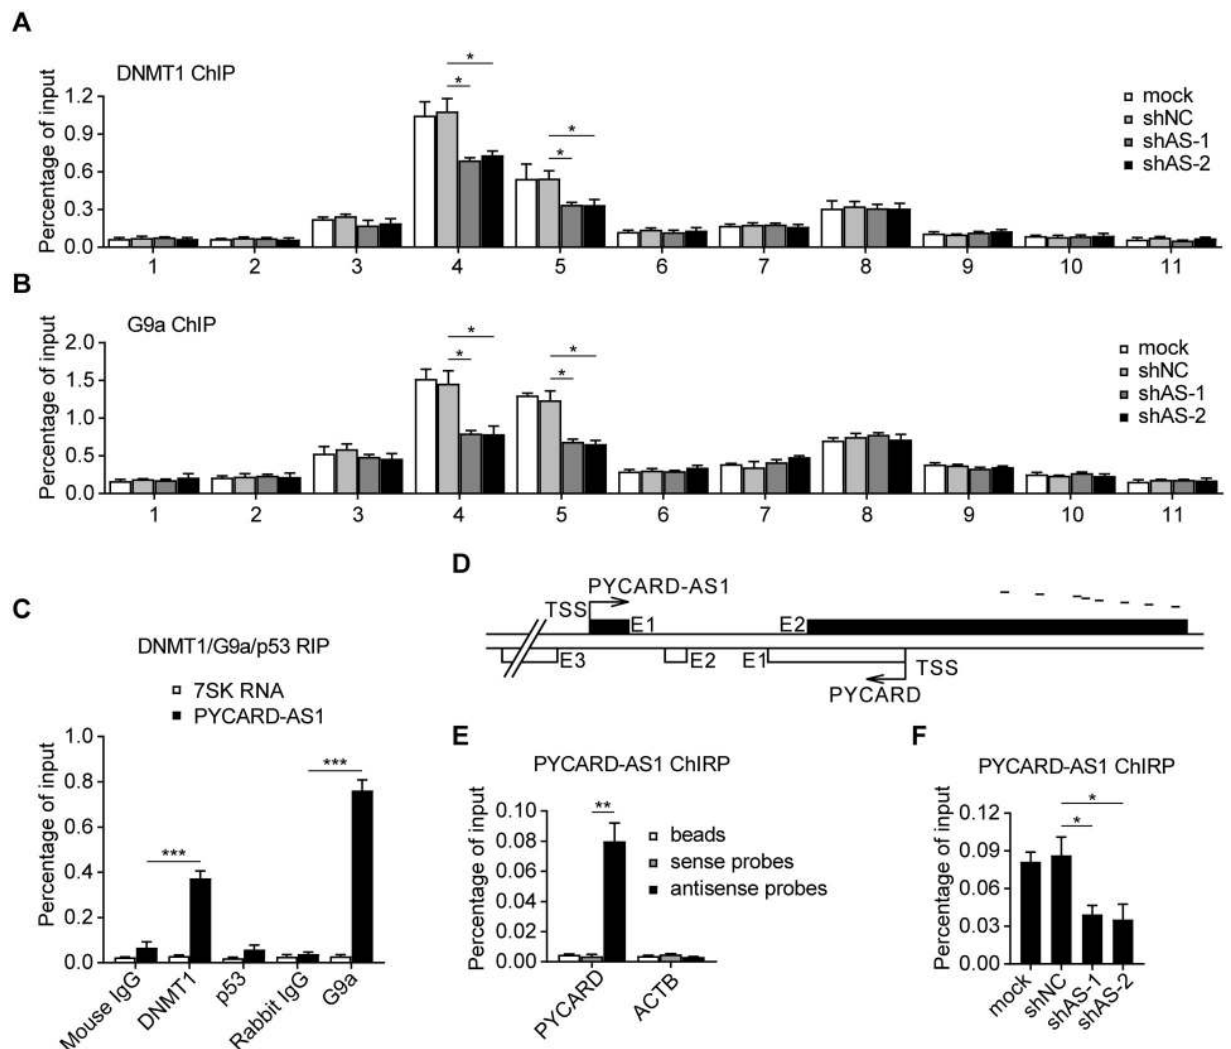 A
DNMT1 ChIP
Percentage of input
1.2
0.9
0.6
0.3
0.0
* * * *
mock
shNC
shAS-1
shAS-2
1 2 3 4 5 6 7 8 9 10 11
B
G9a ChIP
Percentage of input
2.0
1.5
1.0
0.5
0.0
* * * *
mock
shNC
shAS-1
shAS-2
1 2 3 4 5 6 7 8 9 10 11
C
DNMT1/G9a/p53 RIP
7SK RNA
PYCARD-AS1
Percentage of input
1.0
0.8
0.6
0.4
0.2
0.0
*** ***
Mouse IgG
DNMT1
p53
Rabbit IgG
G9a
D
PYCARD-AS1
TSS
E1
E2
E3
E2
E1
TSS
PYCARD
E
PYCARD-AS1 ChIRP
Percentage of input
0.10
0.08
0.06
0.04
0.02
0.00
**
beads
sense probes
antisense probes
PYCARD
ACTB
F
PYCARD-AS1 ChIRP
Percentage of input
0.12
0.09
0.06
0.03
0.00
* *
mock
shNC
shAS-1
shAS-2